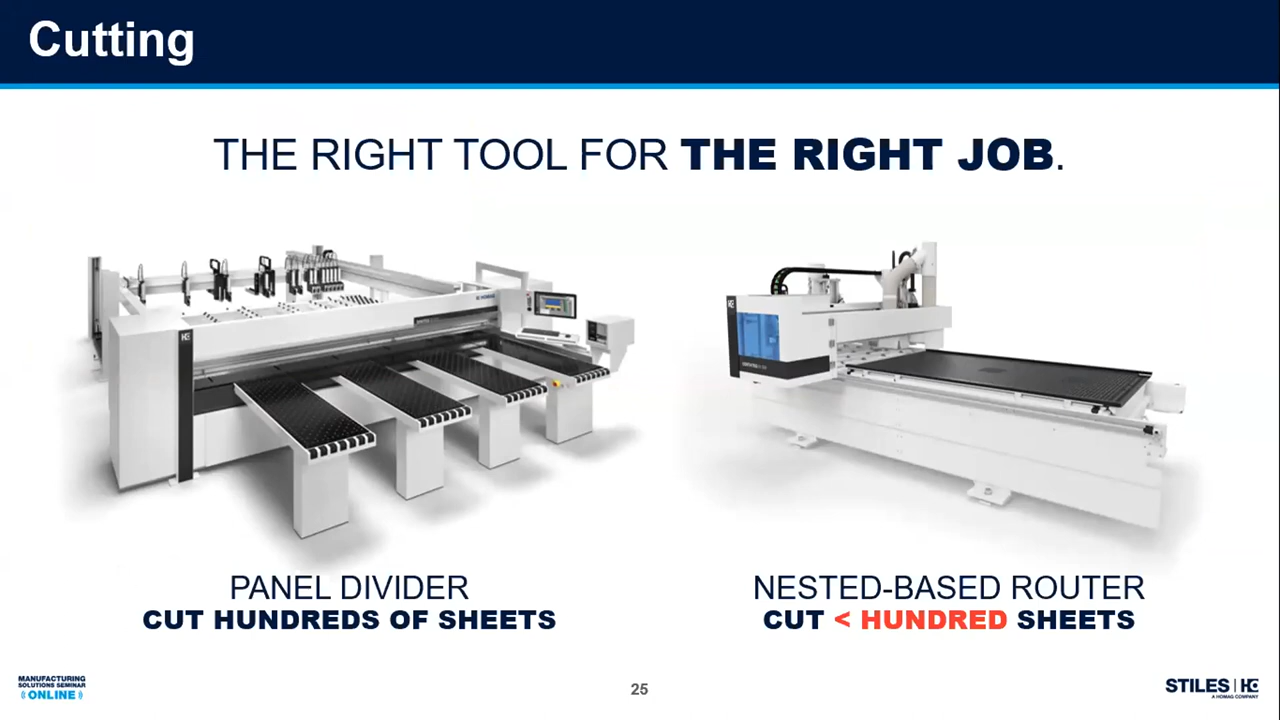 Cutting
THE RIGHT TOOL FOR THE RIGHT JOB.
HOMAG
PANEL DIVIDER
CUT HUNDREDS OF SHEETS
NESTED-BASED ROUTER
CUT < HUNDRED SHEETS
MANUFACTURING
SOLUTIONS SEMINAR
ONLINE
25
STILES
A HOMAG COMPANY